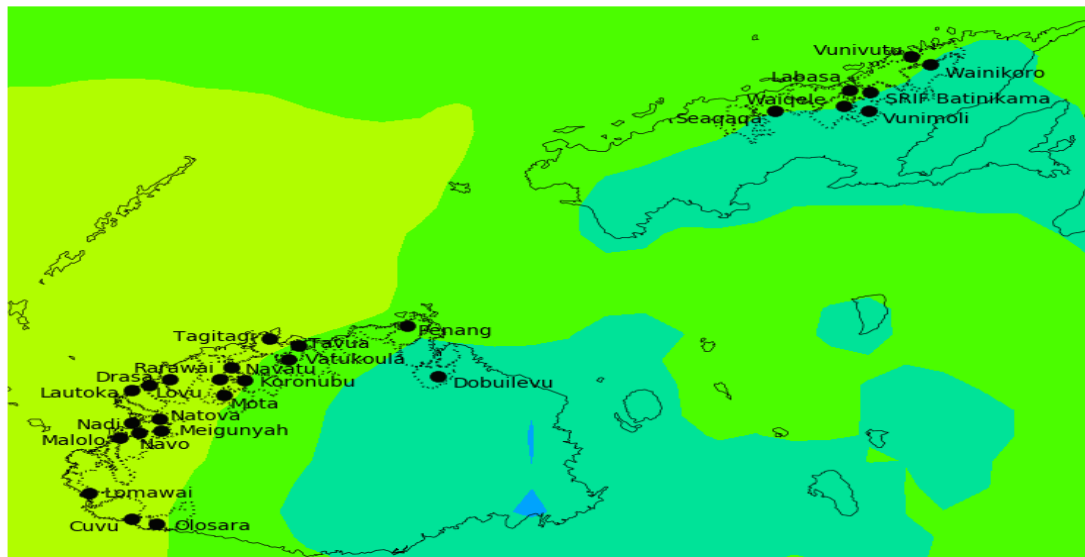 Vunivutu
Wainikoro
Labasa
Waiqele
SRIF Batinikama
Seaqaqa
Vunimoli
Tagitagi
Penang
Tavua
Vatukoula
Rarawai
Navatu
Drasa
Koronubu
Dobuilevu
Lautoka
Lovu
Mota
Natova
Nadi
Meigunyah
Malolo
Navo
Lomawai
Cuvu
Olosara